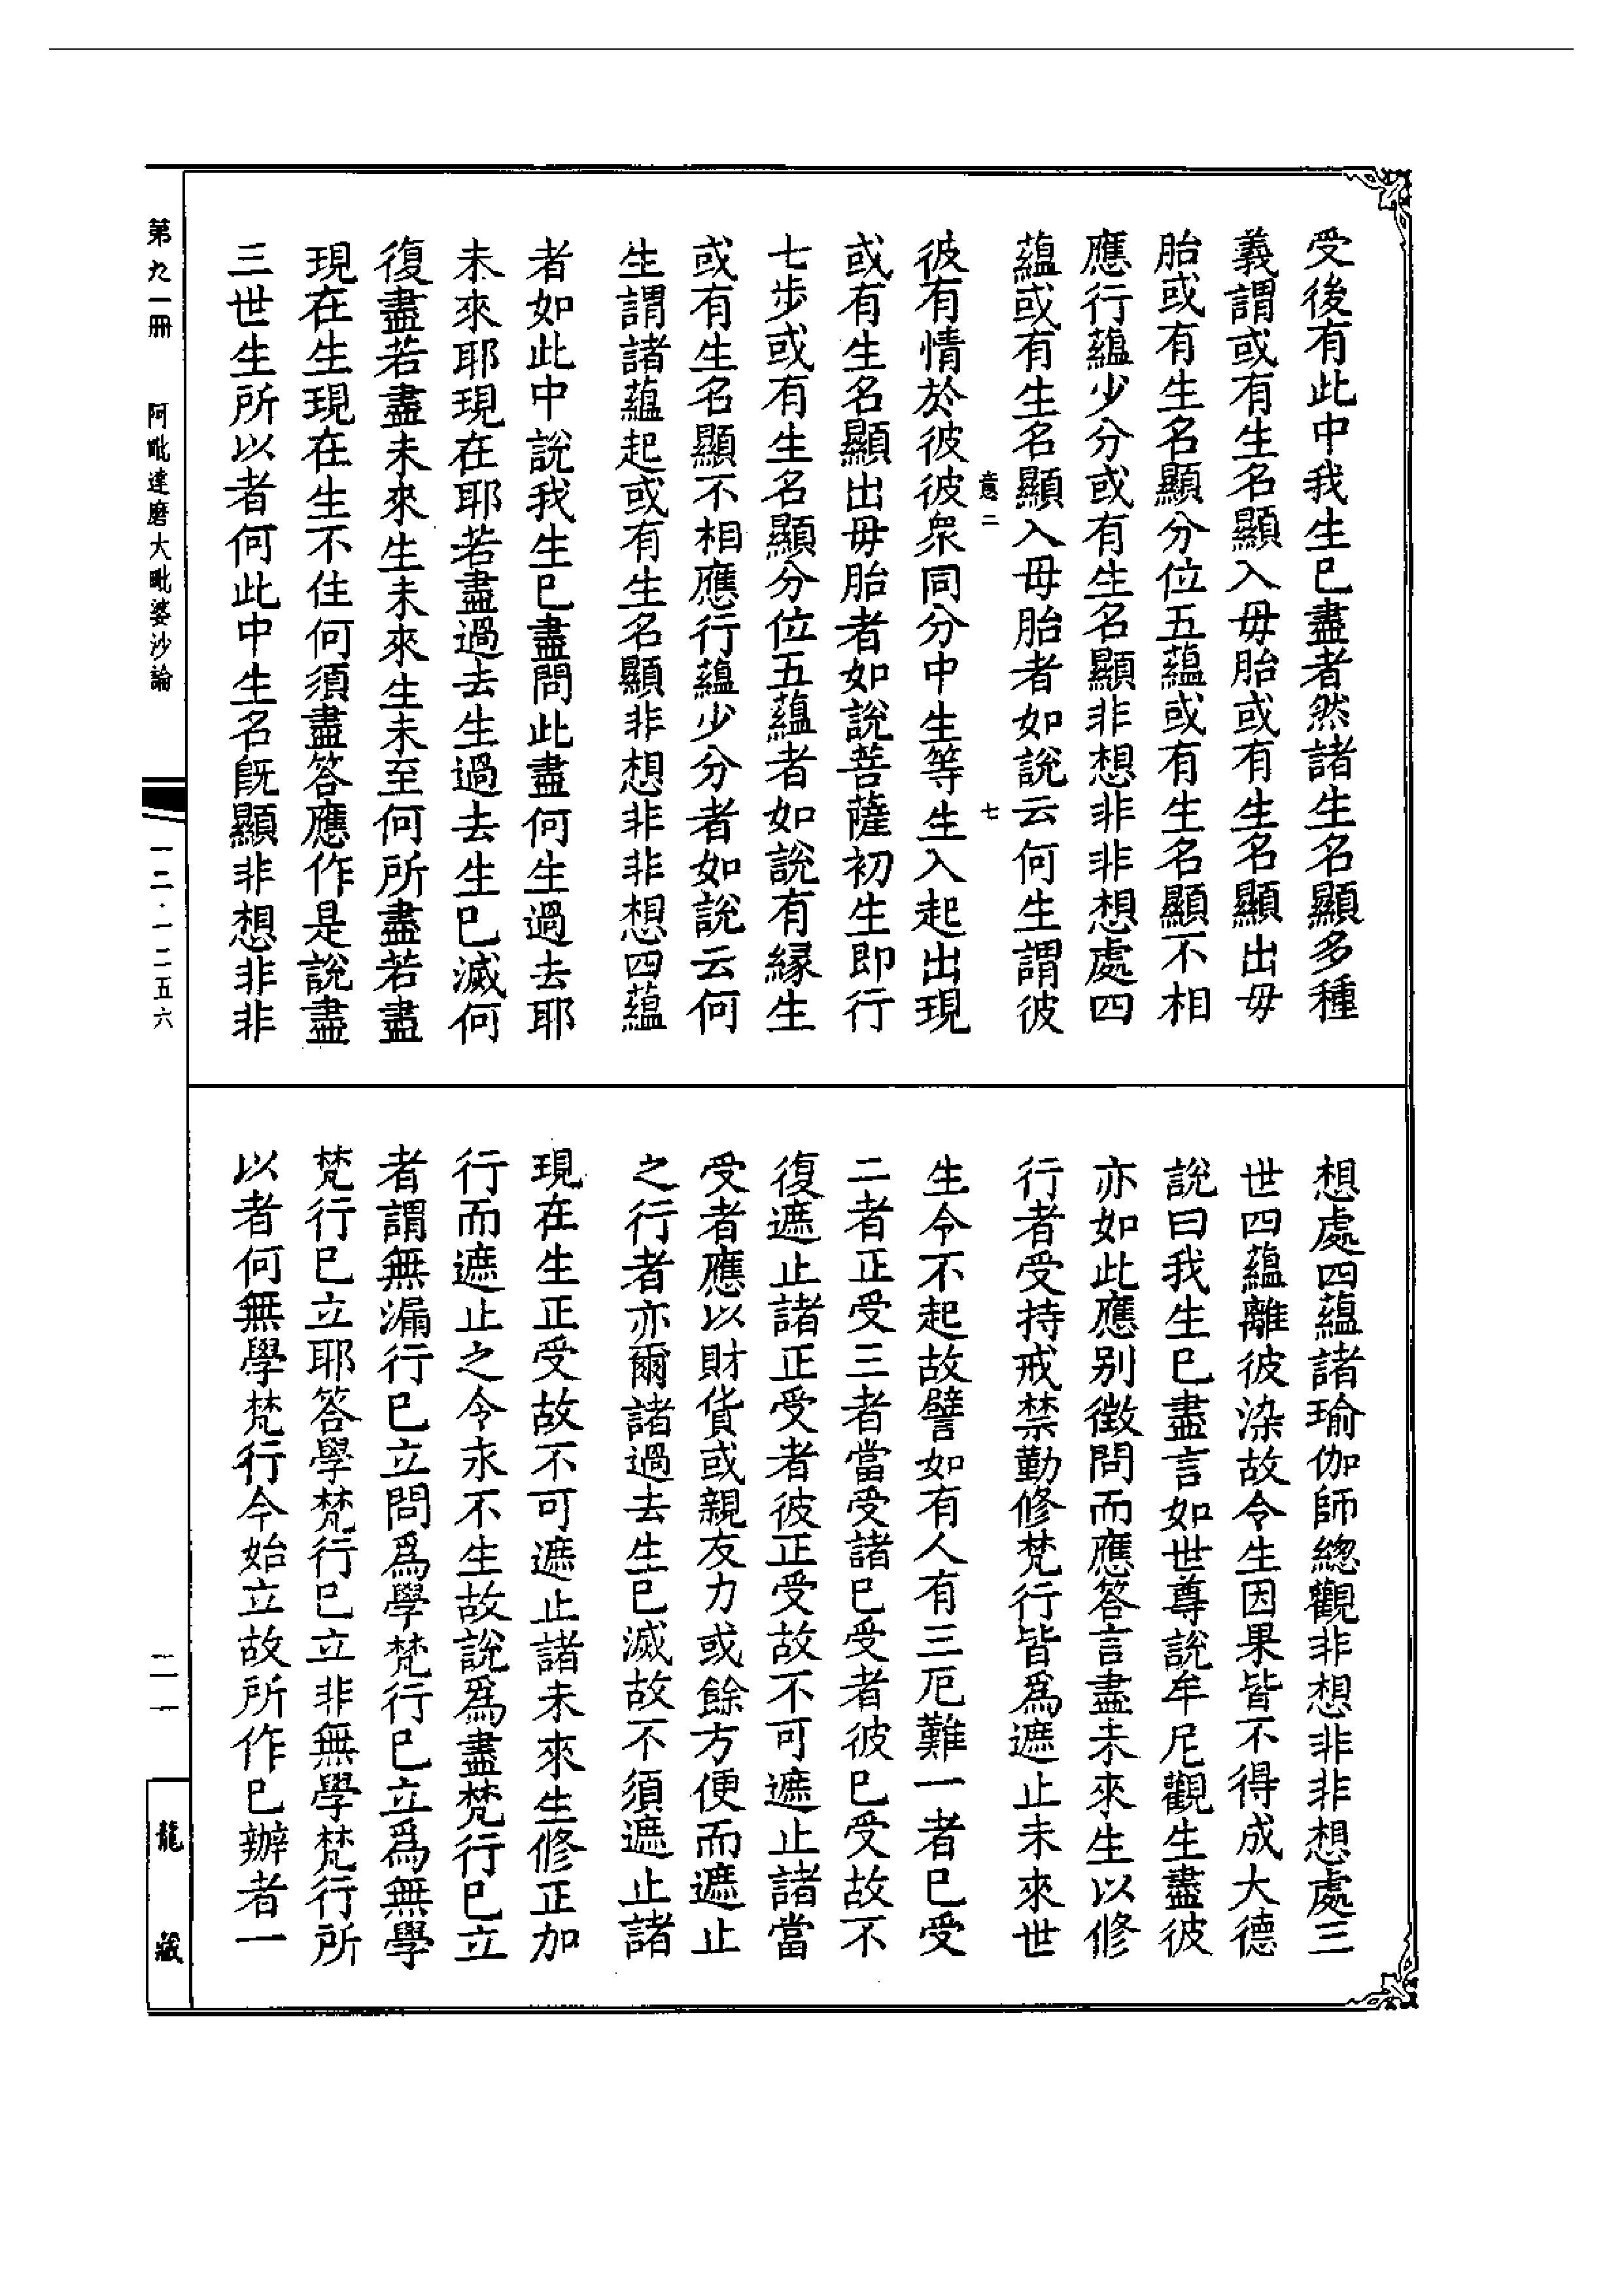 受後有此中我生已盡者然諸生名顯多種
義謂或有生名顯入母胎或有生名顯出母
胎或有生名顯分位五蘊或有生名顯不相
應行蘊少分或有生名顯非想非非想處四
蘊或有生名顯入母胎者如說云何生謂彼
意二
七
彼有情於彼彼衆同分中生等生入起出現
或有生名顯出母胎者如說菩薩初生即行
七步或有生名顯分位五蘊者如說有緣生
或有生名顯不相應行蘊少分者如說云何
生謂諸蘊起或有生名顯非想非非想四蘊
者如此中說我生已盡問此盡何生過去耶
未來耶現在耶若盡過去生過去生已滅何
復盡若盡未來生未來生未至何所盡若盡
現在生現在生不住何須盡答應作是說盡
三世生所以者何此中生名既顯非想非非
想處四蘊諸瑜伽師總觀非想非非想處三
世四蘊離彼染故令生因果皆不得成大德
說曰我生已盡言如世尊說牟尼觀生盡彼
亦如此應別徵問而應答言盡未來生以修
行者受持戒禁勤修梵行皆爲遮止未來世
生令不起故譬如有人有三厄難一者已受
二者正受三者當受諸已受者彼已受故不
復遮止諸正受者彼正受故不可遮止諸當
受者應以財貨或親友力或餘方便而遮止
之行者亦爾諸過去生已滅故不須遮止諸
現在生正受故不可遮止諸未來生修正加
行而遮止之令永不生故說爲盡梵行已立
者謂無漏行已立問爲學梵行已立爲無學
梵行已立耶答學梵行已立非無學梵行所
以者何無學梵行今始立故所作已辦者一
第九一冊
阿毗達磨大毗婆沙論
一二·一二五六
二一
龍藏